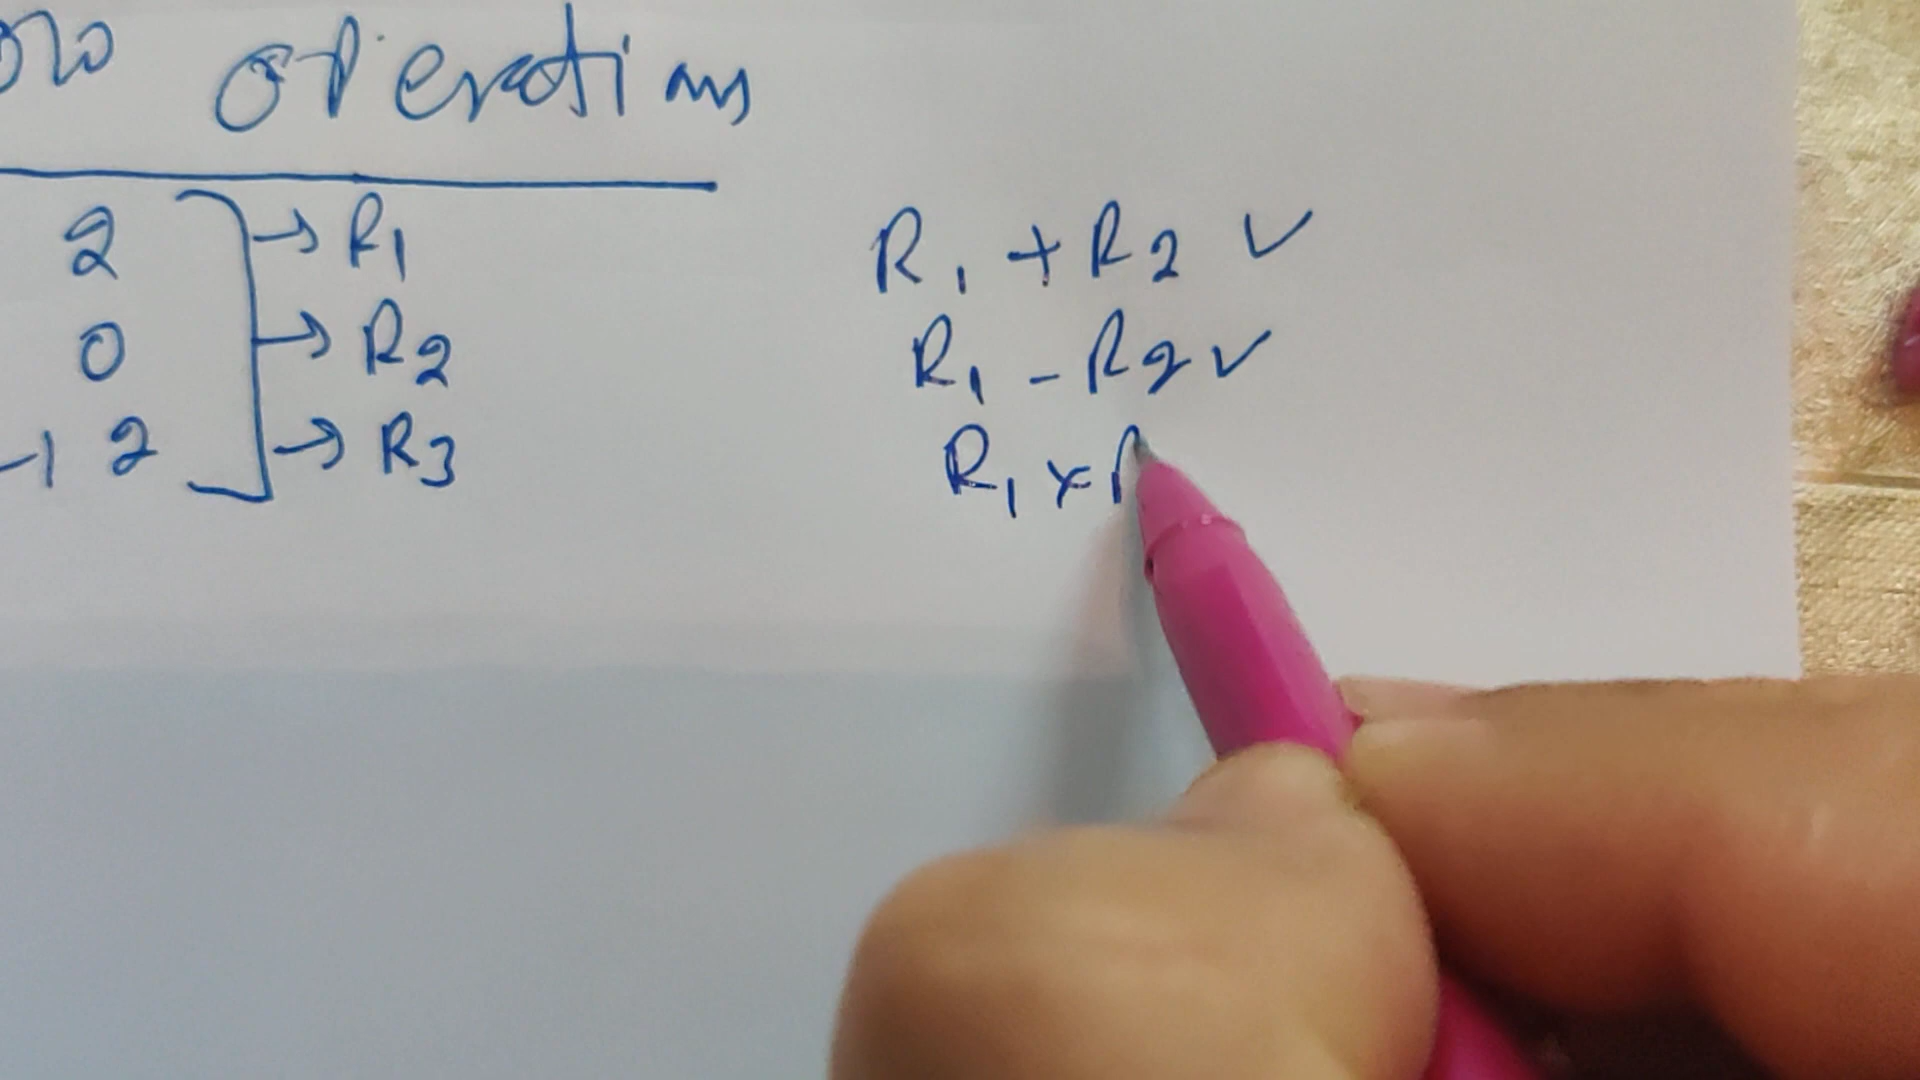 operations
2 → R1
0 → R2
-1 2 → R3
R1 + R2 ✓
R1 - R2 ✓
R1 × R